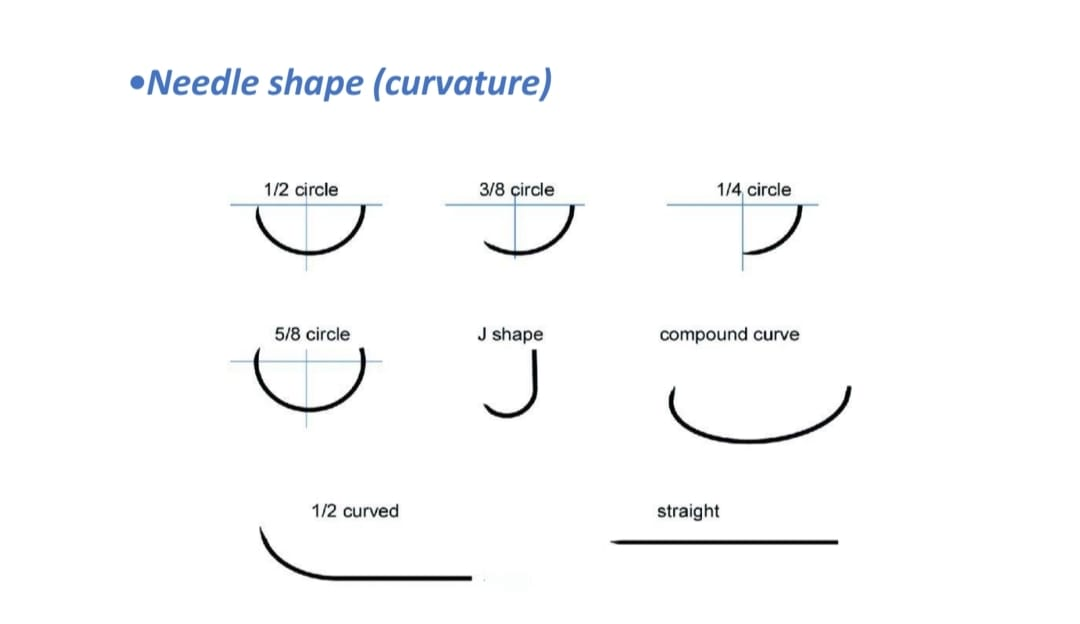 •Needle shape (curvature)
1/2 circle
3/8 circle
1/4 circle
5/8 circle
J shape
compound curve
1/2 curved
straight